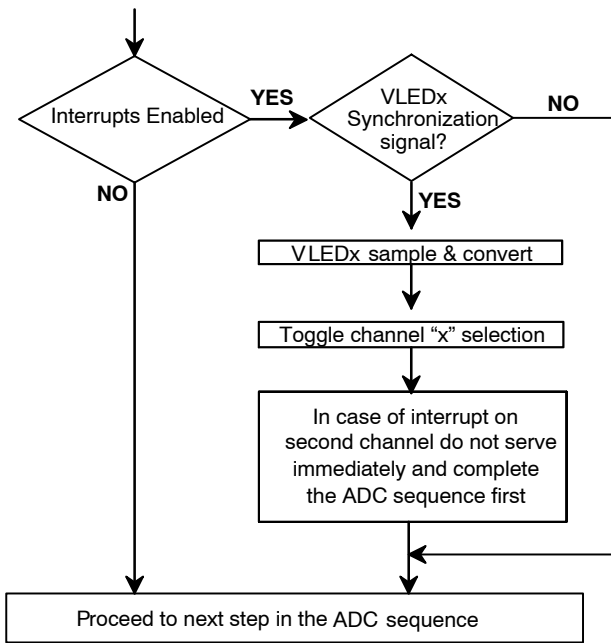 Interrupts Enabled
YES
VLEDx
Synchronization
signal?
NO
NO
YES
VLEDx sample & convert
Toggle channel “x” selection
In case of interrupt on
second channel do not serve
immediately and complete
the ADC sequence first
Proceed to next step in the ADC sequence